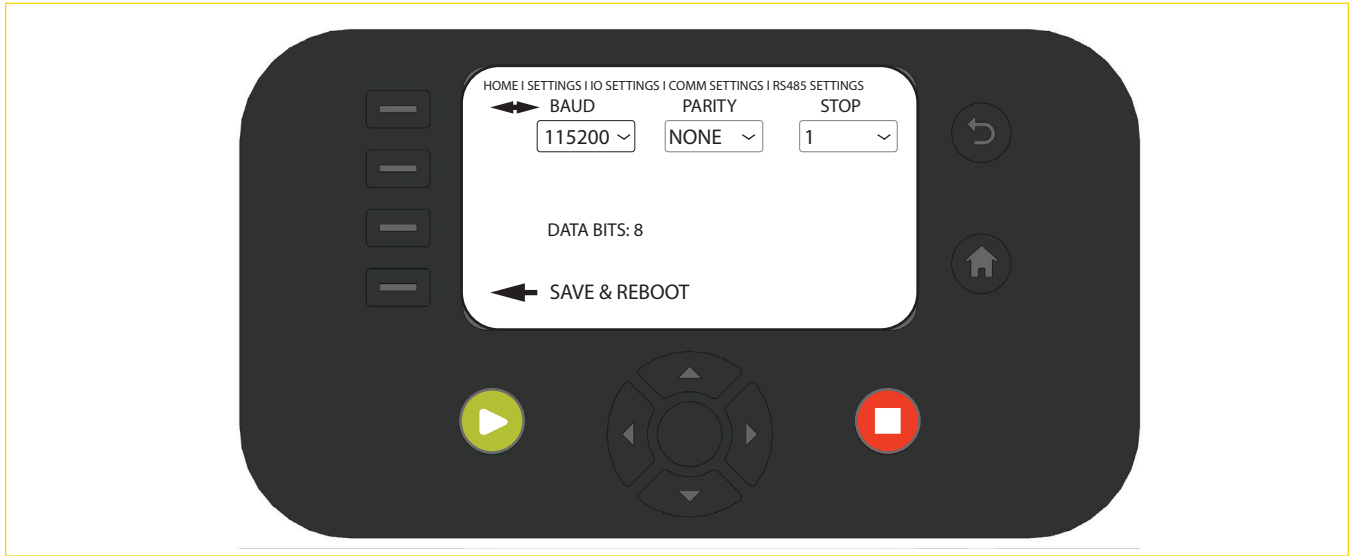 HOME I SETTINGS I IO SETTINGS I COMM SETTINGS I RS485 SETTINGS
BAUD PARITY STOP
115200 NONE 1
DATA BITS: 8
SAVE & REBOOT